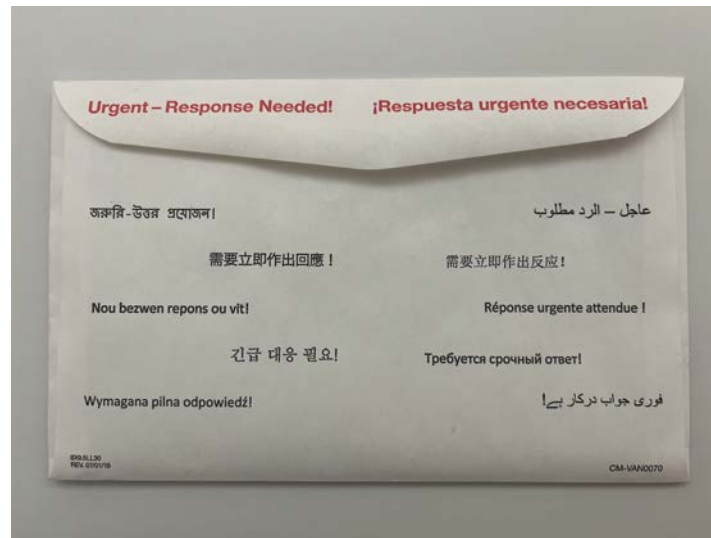 Urgent – Response Needed! ¡Respuesta urgente necesaria!
জরুরি-উত্তর প্রয়োজন! عاجل – الرد مطلوب
需要立即作出回應！ 需要立即作出反应!
Nou bezwen repons ou vit! Réponse urgente attendue !
긴급 대응 필요! Требуется срочный ответ!
Wymagana pilna odpowiedź! فوری جواب درکار ہے!
CM-VAN0070